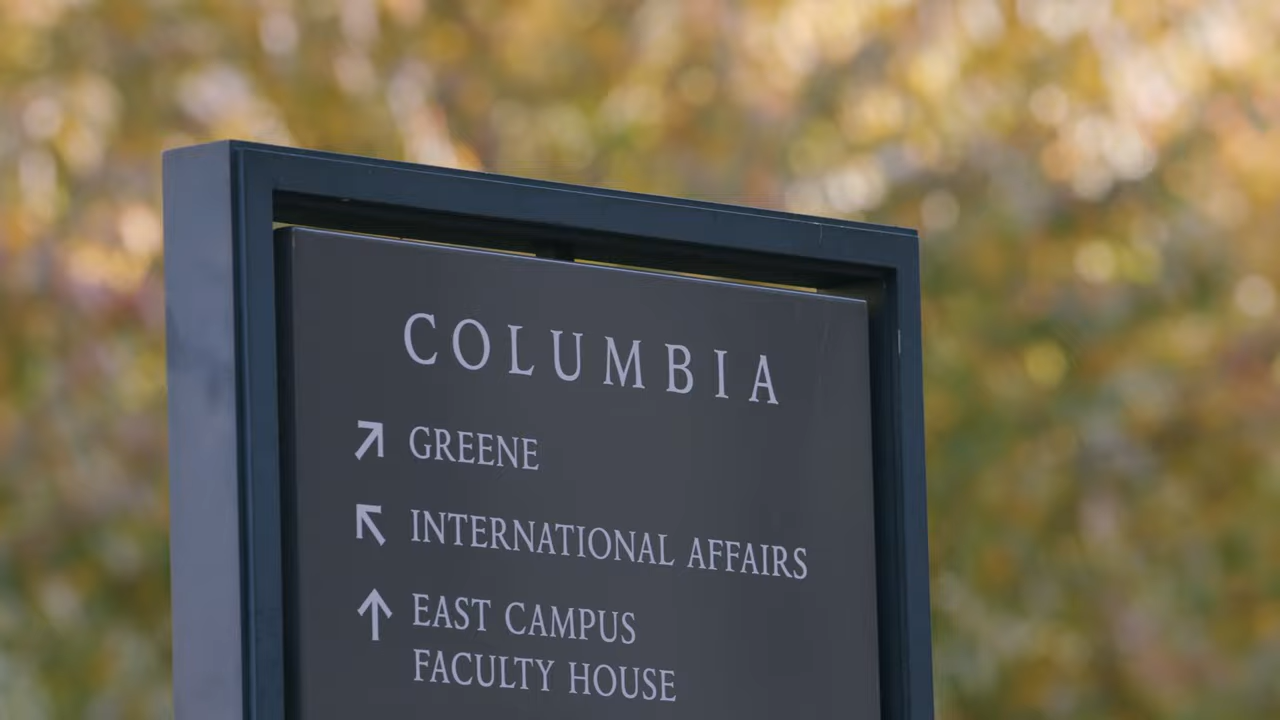 COLUMBIA
↗ GREENE
↖ INTERNATIONAL AFFAIRS
↑ EAST CAMPUS
FACULTY HOUSE